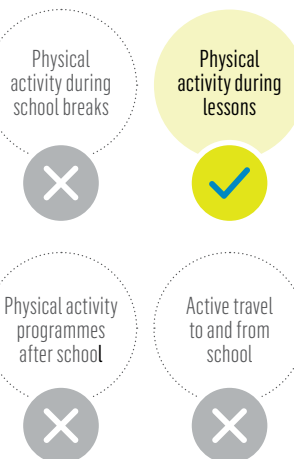 Physical
activity during
school breaks
Physical
activity during
lessons
Physical activity
programmes
after school
Active travel
to and from
school